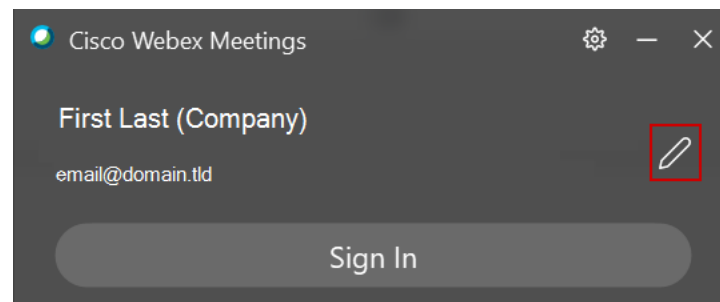 Cisco Webex Meetings
First Last (Company)
email@domain.tld
Sign In